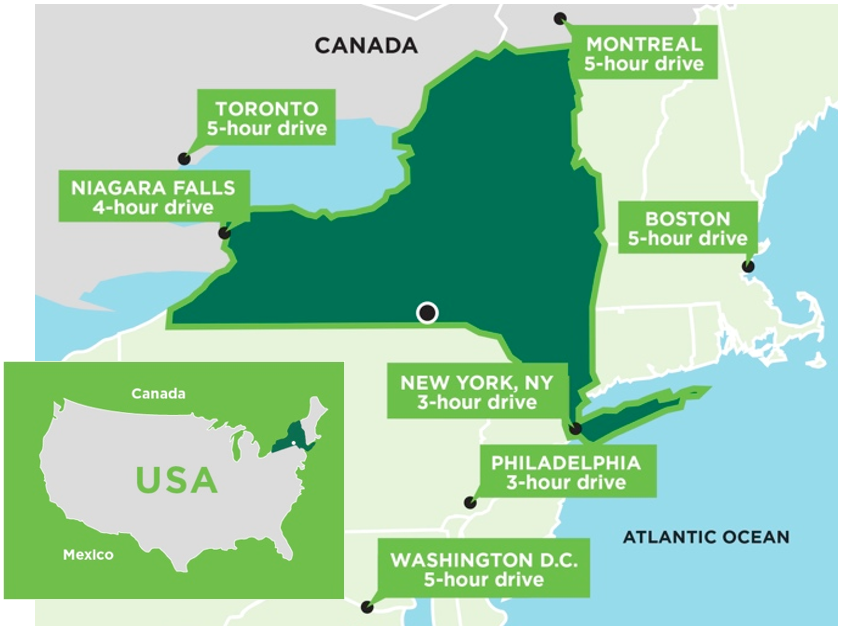 CANADA
MONTREAL
5-hour drive
TORONTO
5-hour drive
NIAGARA FALLS
4-hour drive
BOSTON
5-hour drive
NEW YORK, NY
3-hour drive
PHILADELPHIA
3-hour drive
ATLANTIC OCEAN
WASHINGTON D.C.
5-hour drive
Canada
USA
Mexico